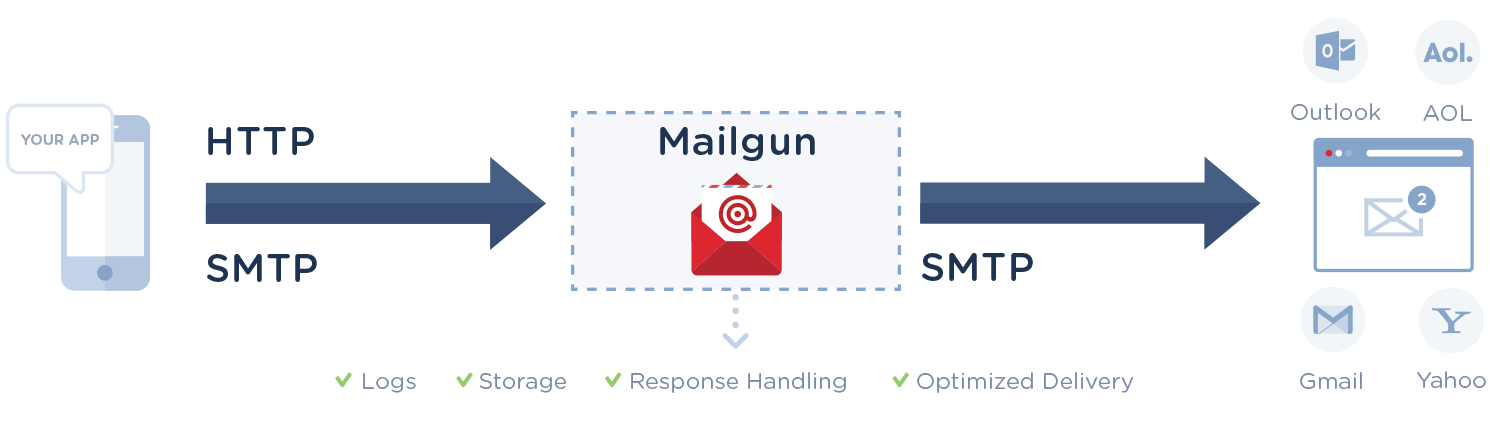 YOUR APP
HTTP
SMTP
Mailgun
SMTP
Logs
Storage
Response Handling
Optimized Delivery
O
Outlook
Aol.
AOL
2
Gmail
Y
Yahoo